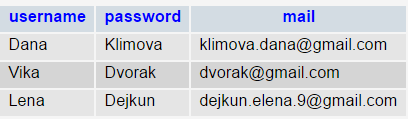 username password mail
Dana Klimova klimova.dana@gmail.com
Vika Dvorak dvorak@gmail.com
Lena Dejkun dejkun.elena.9@gmail.com